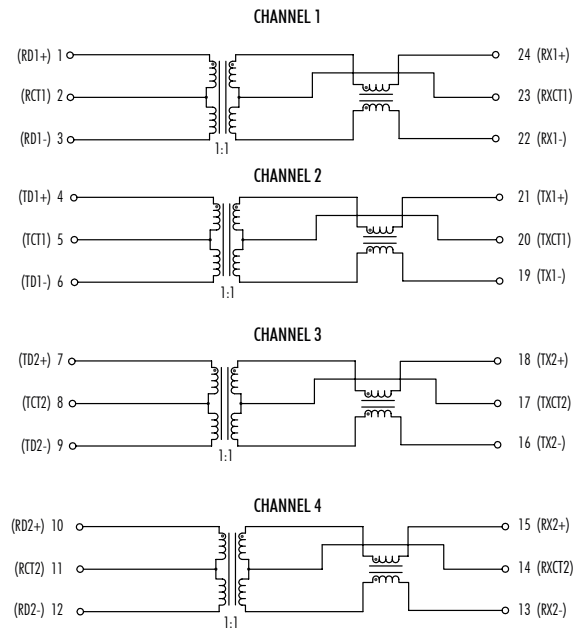 CHANNEL 1
(RD1+) 1 24 (RX1+)
(RCT1) 2 23 (RXCT1)
(RD1-) 3 22 (RX1-)
1:1
CHANNEL 2
(TD1+) 4 21 (TX1+)
(TCT1) 5 20 (TXCT1)
(TD1-) 6 19 (TX1-)
1:1
CHANNEL 3
(TD2+) 7 18 (TX2+)
(TCT2) 8 17 (TXCT2)
(TD2-) 9 16 (TX2-)
1:1
CHANNEL 4
(RD2+) 10 15 (RX2+)
(RCT2) 11 14 (RXCT2)
(RD2-) 12 13 (RX2-)
1:1